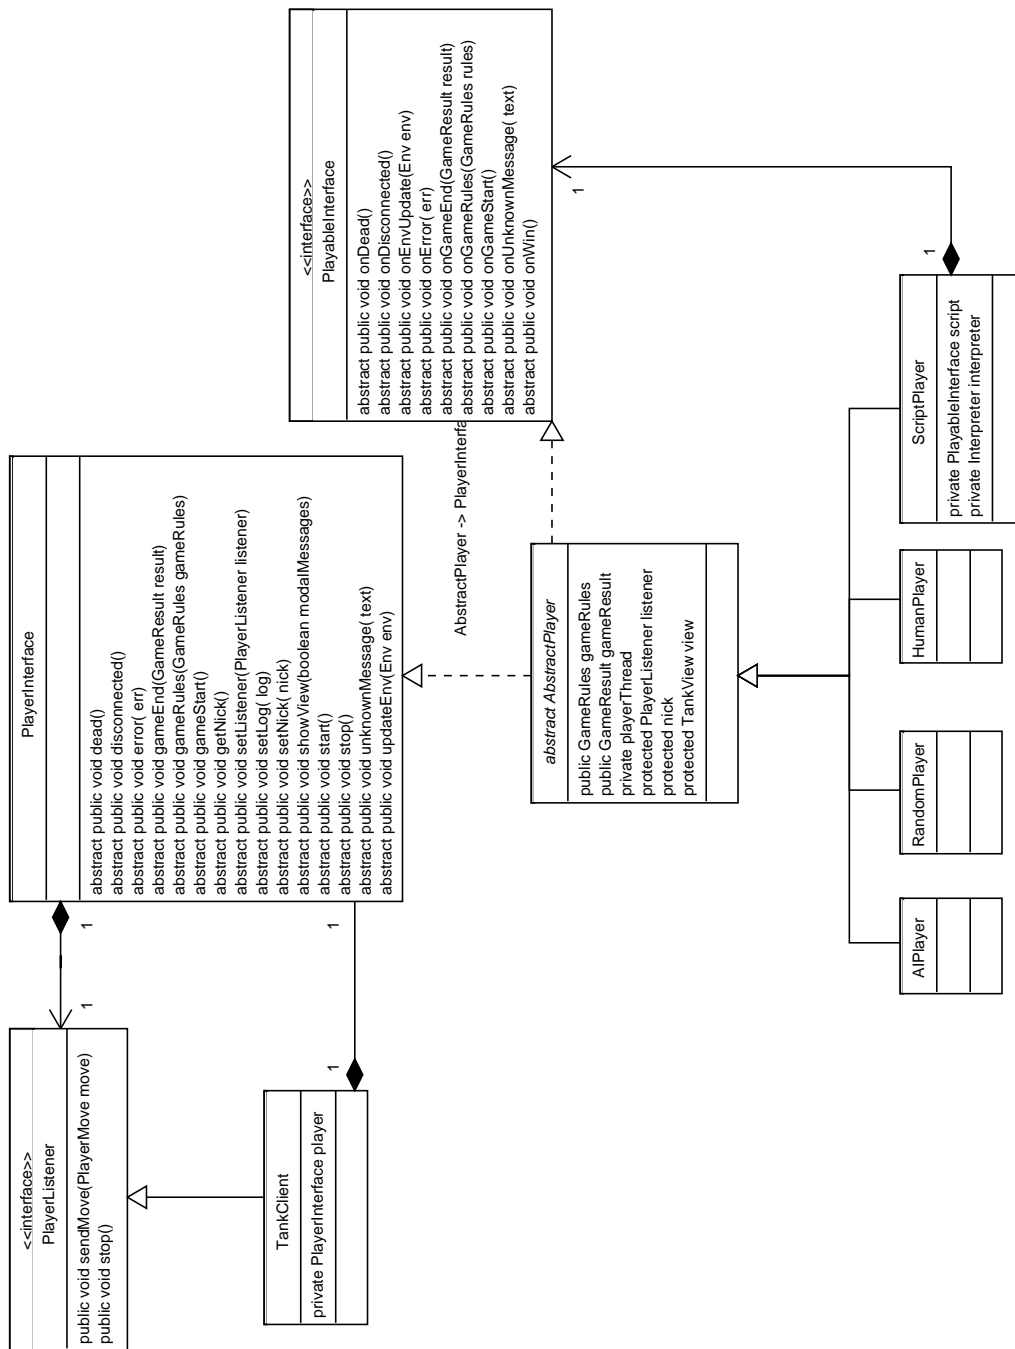 <<interface>>
PlayerListener
public void sendMove(PlayerMove move)
public void stop()
1
1
PlayerInterface
abstract public void dead()
abstract public void disconnected()
abstract public void error( err)
abstract public void gameEnd(GameResult result)
abstract public void gameRules(GameRules gameRules)
abstract public void gameStart()
abstract public void getNick()
abstract public void setListener(PlayerListener listener)
abstract public void setLog( log)
abstract public void setNick( nick)
abstract public void showView(boolean modalMessages)
abstract public void start()
abstract public void stop()
abstract public void unknownMessage( text)
abstract public void updateEnv(Env env)
<<interface>>
PlayableInterface
abstract public void onDead()
abstract public void onDisconnected()
abstract public void onEnvUpdate(Env env)
abstract public void onError( err)
abstract public void onGameEnd(GameResult result)
abstract public void onGameRules(GameRules rules)
abstract public void onGameStart()
abstract public void onUnknownMessage( text)
abstract public void onWin()
TankClient
private PlayerInterface player
1
1
AbstractPlayer -> PlayerInterfa
1
abstract AbstractPlayer
public GameRules gameRules
public GameResult gameResult
private playerThread
protected PlayerListener listener
protected nick
protected TankView view
1
AIPlayer
RandomPlayer
HumanPlayer
ScriptPlayer
private PlayableInterface script
private Interpreter interpreter